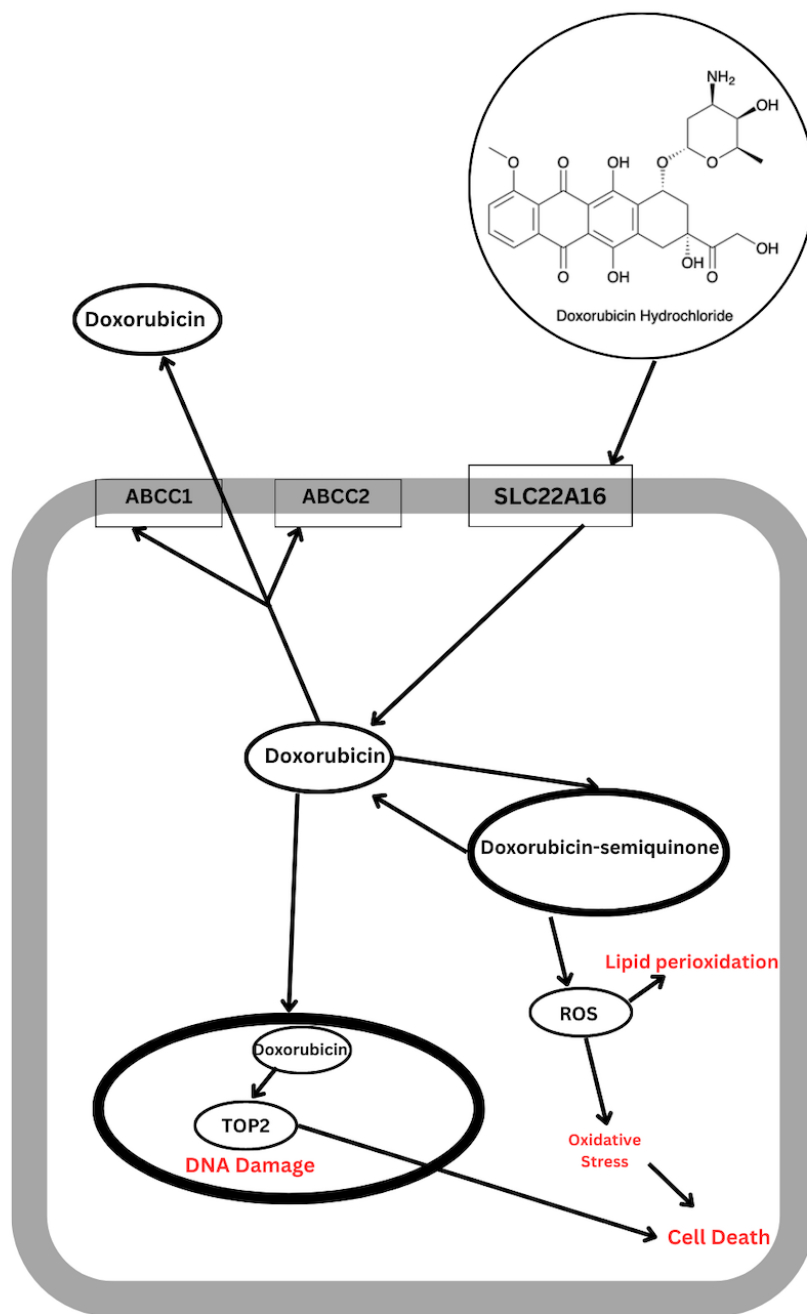 NH₂
OH
O
O
O
O
OH
OH
OH
O
O
OH
Doxorubicin Hydrochloride
Doxorubicin
ABCC1
ABCC2
SLC22A16
Doxorubicin
Doxorubicin-semiquinone
Lipid perioxidation
ROS
Doxorubicin
TOP2
DNA Damage
Oxidative
Stress
Cell Death